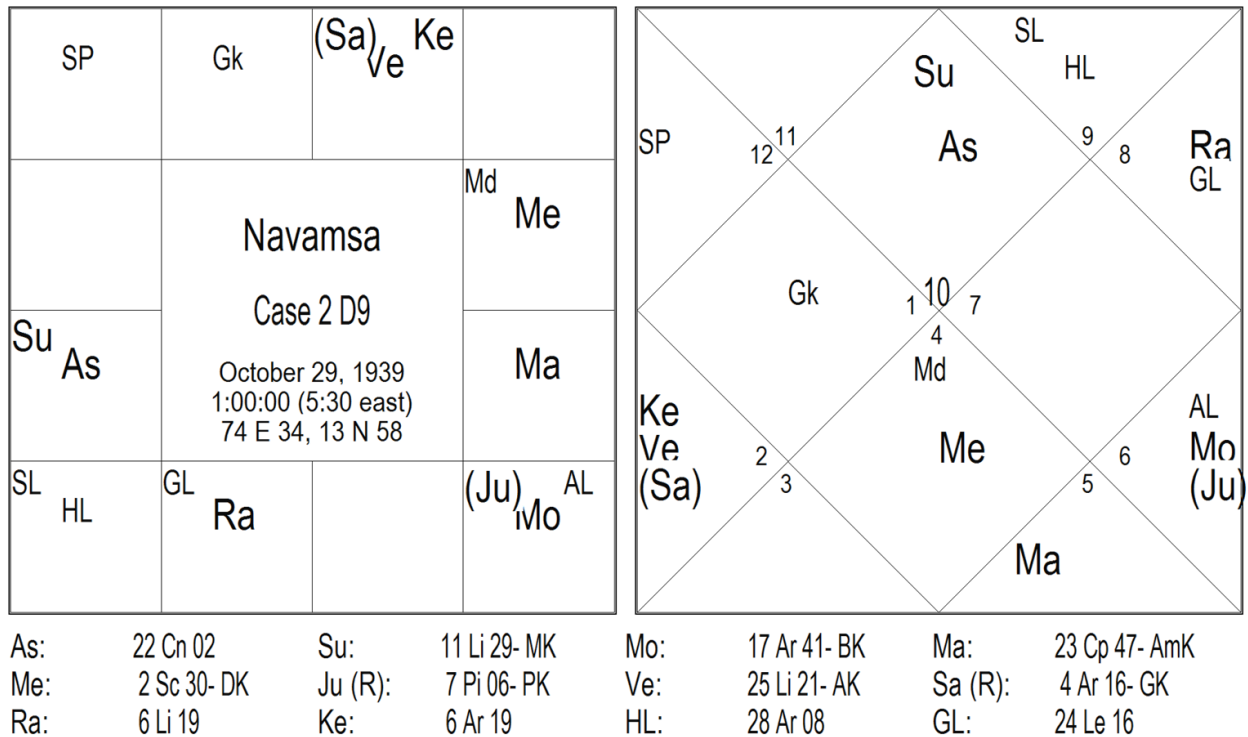 SP
Gk
(Sa) Ke
Ve
Md
Me
Navamsa
Case 2 D9
October 29, 1939
1:00:00 (5:30 east)
74 E 34, 13 N 58
Su
As
Ma
SL
HL
GL
Ra
(Ju) AL
Mo
SL
Su
HL
11
9
SP
12
As
8
Ra
GL
Gk
1
10
7
4
Md
Ke
AL
Ve
2
Me
6
Mo
(Sa)
3
5
(Ju)
Ma
As: 22 Cn 02 Su: 11 Li 29- MK Mo: 17 Ar 41- BK Ma: 23 Cp 47- AmK
Me: 2 Sc 30- DK Ju (R): 7 Pi 06- PK Ve: 25 Li 21- AK Sa (R): 4 Ar 16- GK
Ra: 6 Li 19 Ke: 6 Ar 19 HL: 28 Ar 08 GL: 24 Le 16